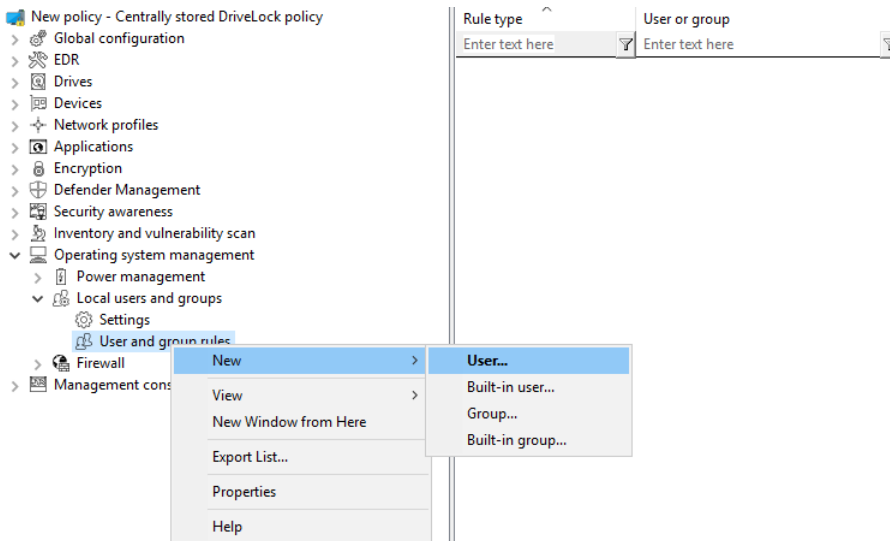 New policy - Centrally stored DriveLock policy
Global configuration
EDR
Drives
Devices
Network profiles
Applications
Encryption
Defender Management
Security awareness
Inventory and vulnerability scan
Operating system management
Power management
Local users and groups
Settings
User and group rules
Firewall
Management cons
New
View
New Window from Here
Export List...
Properties
Help
User...
Built-in user...
Group...
Built-in group...
Rule type User or group
Enter text here Enter text here